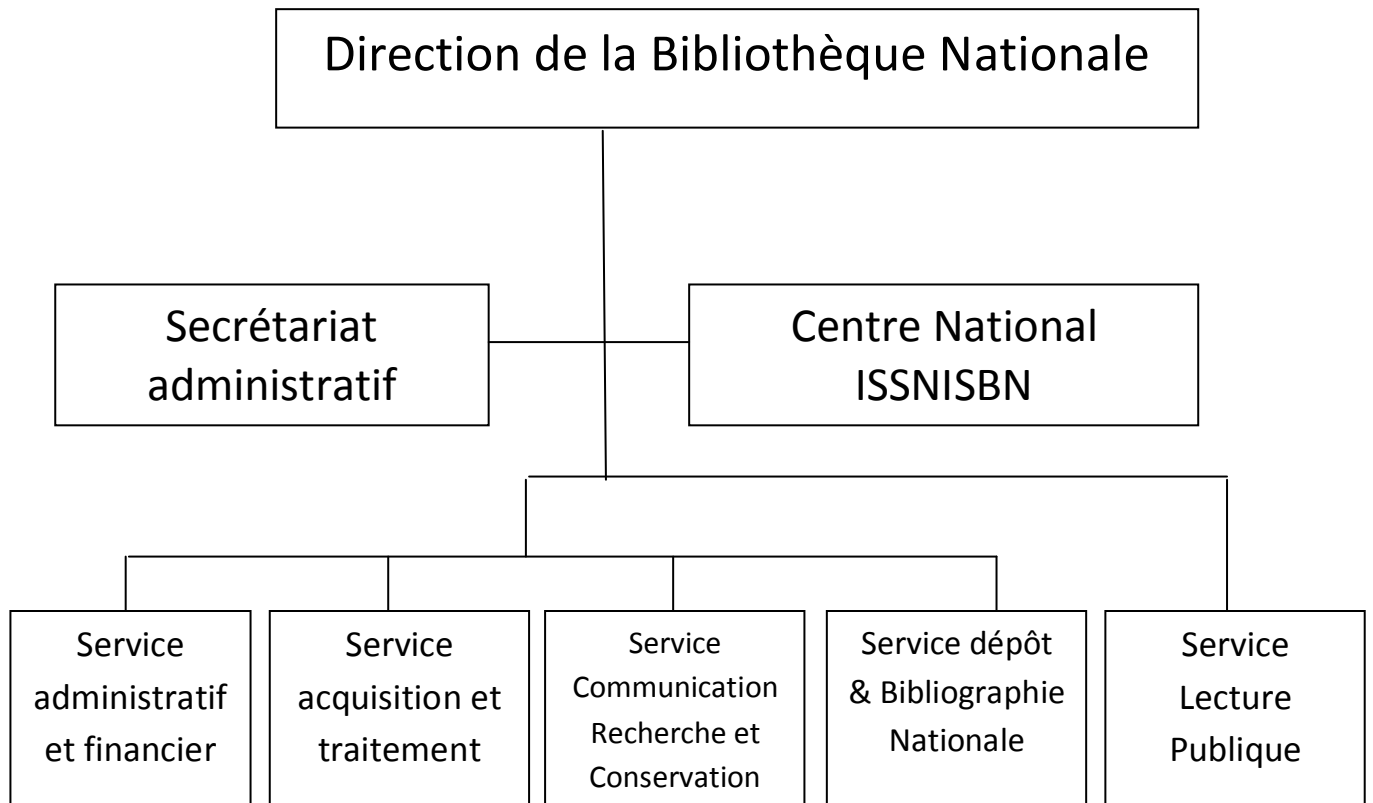 Direction de la Bibliothèque Nationale
Secrétariat
administratif
Centre National
ISSNISBN
Service
administratif
et financier
Service
acquisition et
traitement
Service
Communication
Recherche et
Conservation
Service dépôt
& Bibliographie
Nationale
Service
Lecture
Publique